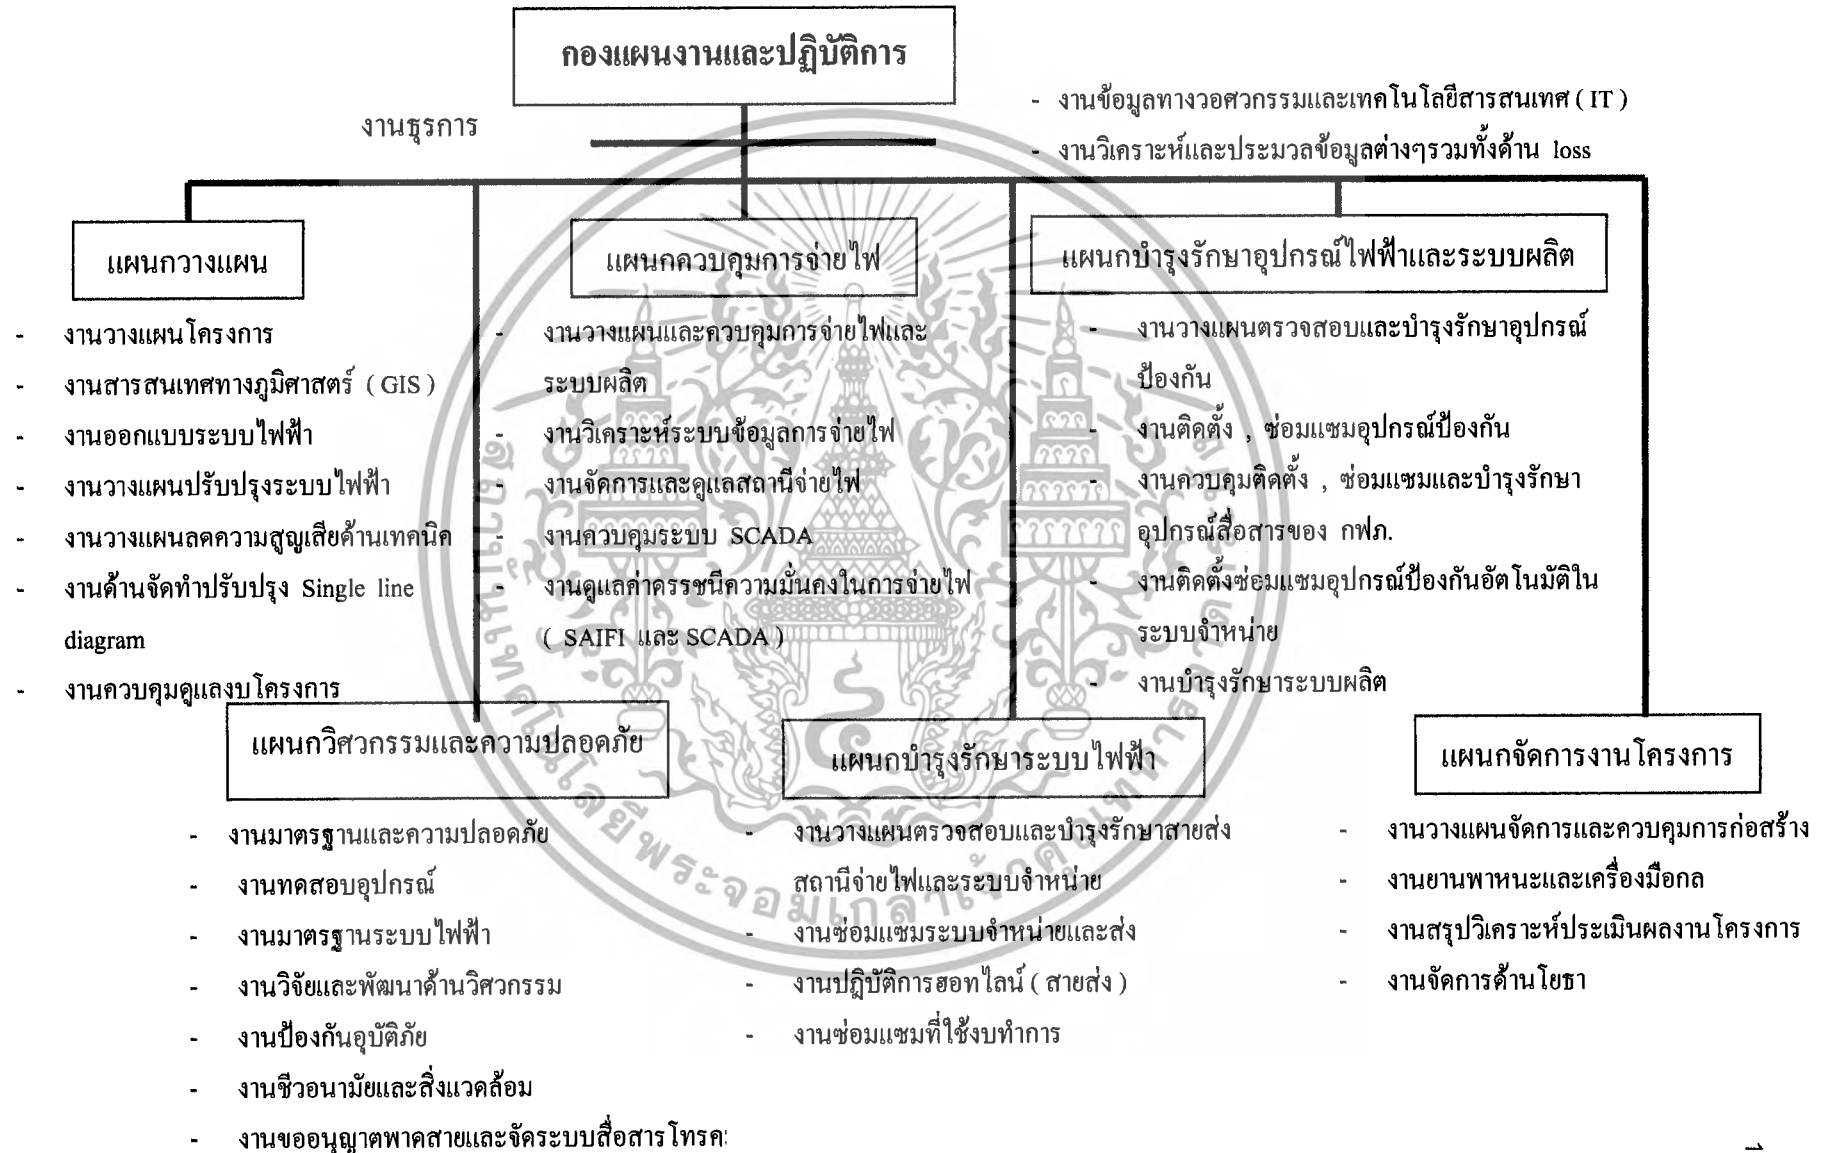 กองแผนงานและปฏิบัติการ
งานธุรการ
- งานข้อมูลทางวอศวกรรมและเทคโนโลยีสารสนเทศ ( IT )
- งานวิเคราะห์และประมวลข้อมูลต่างๆรวมทั้งด้าน loss
แผนกวางแผน
- งานวางแผนโครงการ
- งานสารสนเทศทางภูมิศาสตร์ ( GIS )
- งานออกแบบระบบไฟฟ้า
- งานวางแผนปรับปรุงระบบไฟฟ้า
- งานวางแผนลดความสูญเสียด้านเทคนิค
- งานด้านจัดทำปรับปรุง Single line
diagram
- งานควบคุมดูแลงบโครงการ
แผนกควบคุมการจ่ายไฟ
- งานวางแผนและควบคุมการจ่ายไฟและ
ระบบผลิต
- งานวิเคราะห์ระบบข้อมูลการจ่ายไฟ
- งานจัดการและดูแลสถานีจ่ายไฟ
- งานควบคุมระบบ SCADA
- งานดูแลค่าดรรชนีความมั่นคงในการจ่ายไฟ
( SAIFI และ SCADA )
แผนกบำรุงรักษาอุปกรณ์ไฟฟ้าและระบบผลิต
- งานวางแผนตรวจสอบและบำรุงรักษาอุปกรณ์
ป้องกัน
- งานติดตั้ง , ซ่อมแซมอุปกรณ์ป้องกัน
- งานควบคุมติดตั้ง , ซ่อมแซมและบำรุงรักษา
อุปกรณ์สื่อสารของ กฟภ.
- งานติดตั้งซ่อมแซมอุปกรณ์ป้องกันอัตโนมัติใน
ระบบจำหน่าย
- งานบำรุงรักษาระบบผลิต
แผนกวิศวกรรมและความปลอดภัย
- งานมาตรฐานและความปลอดภัย
- งานทดสอบอุปกรณ์
- งานมาตรฐานระบบไฟฟ้า
- งานวิจัยและพัฒนาด้านวิศวกรรม
- งานป้องกันอุบัติภัย
- งานชีวอนามัยและสิ่งแวดล้อม
- งานขออนุญาตพาดสายและจัดระบบสื่อสารโทรค
แผนกบำรุงรักษาระบบไฟฟ้า
- งานวางแผนตรวจสอบและบำรุงรักษาสายส่ง
สถานีจ่ายไฟและระบบจำหน่าย
- งานซ่อมแซมระบบจำหน่ายและส่ง
- งานปฎิบัติการฮอทไลน์ ( สายส่ง )
- งานซ่อมแซมที่ใช้งบทำการ
แผนกจัดการงานโครงการ
- งานวางแผนจัดการและควบคุมการก่อสร้าง
- งานยานพาหนะและเครื่องมือกล
- งานสรุปวิเคราะห์ประเมินผลงานโครงการ
- งานจัดการด้านโยธา
สถาบันเทคโนโลยีพระจอมเกล้าเจ้าคุณทหารลาดกระบัง